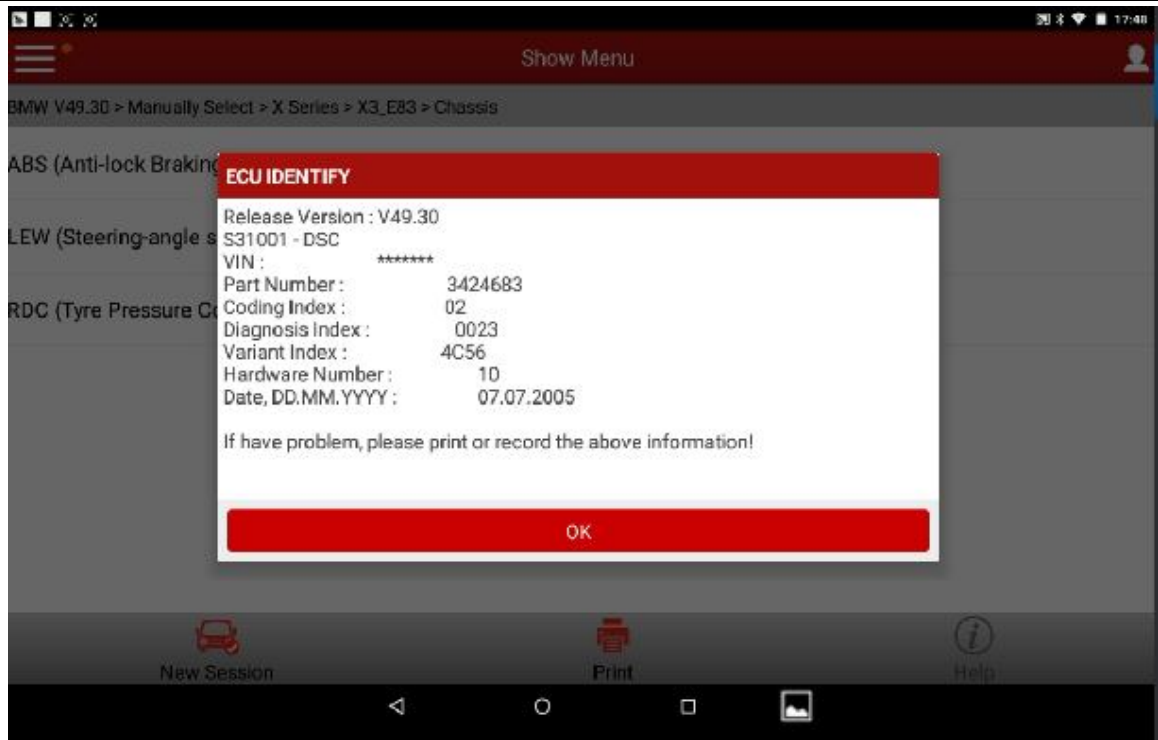 17:48
Show Menu
BMW V49.30 > Manually Select > X Series > X3_E83 > Chassis
ABS (Anti-lock Braking
ECU IDENTIFY
Release Version : V49.30
LEW (Steering-angle s
S31001 - DSC
VIN : *******
Part Number : 3424683
RDC (Tyre Pressure Co
Coding Index : 02
Diagnosis Index : 0023
Variant Index : 4C56
Hardware Number : 10
Date, DD.MM.YYYY : 07.07.2005
If have problem, please print or record the above information!
OK
New Session
Print
Help